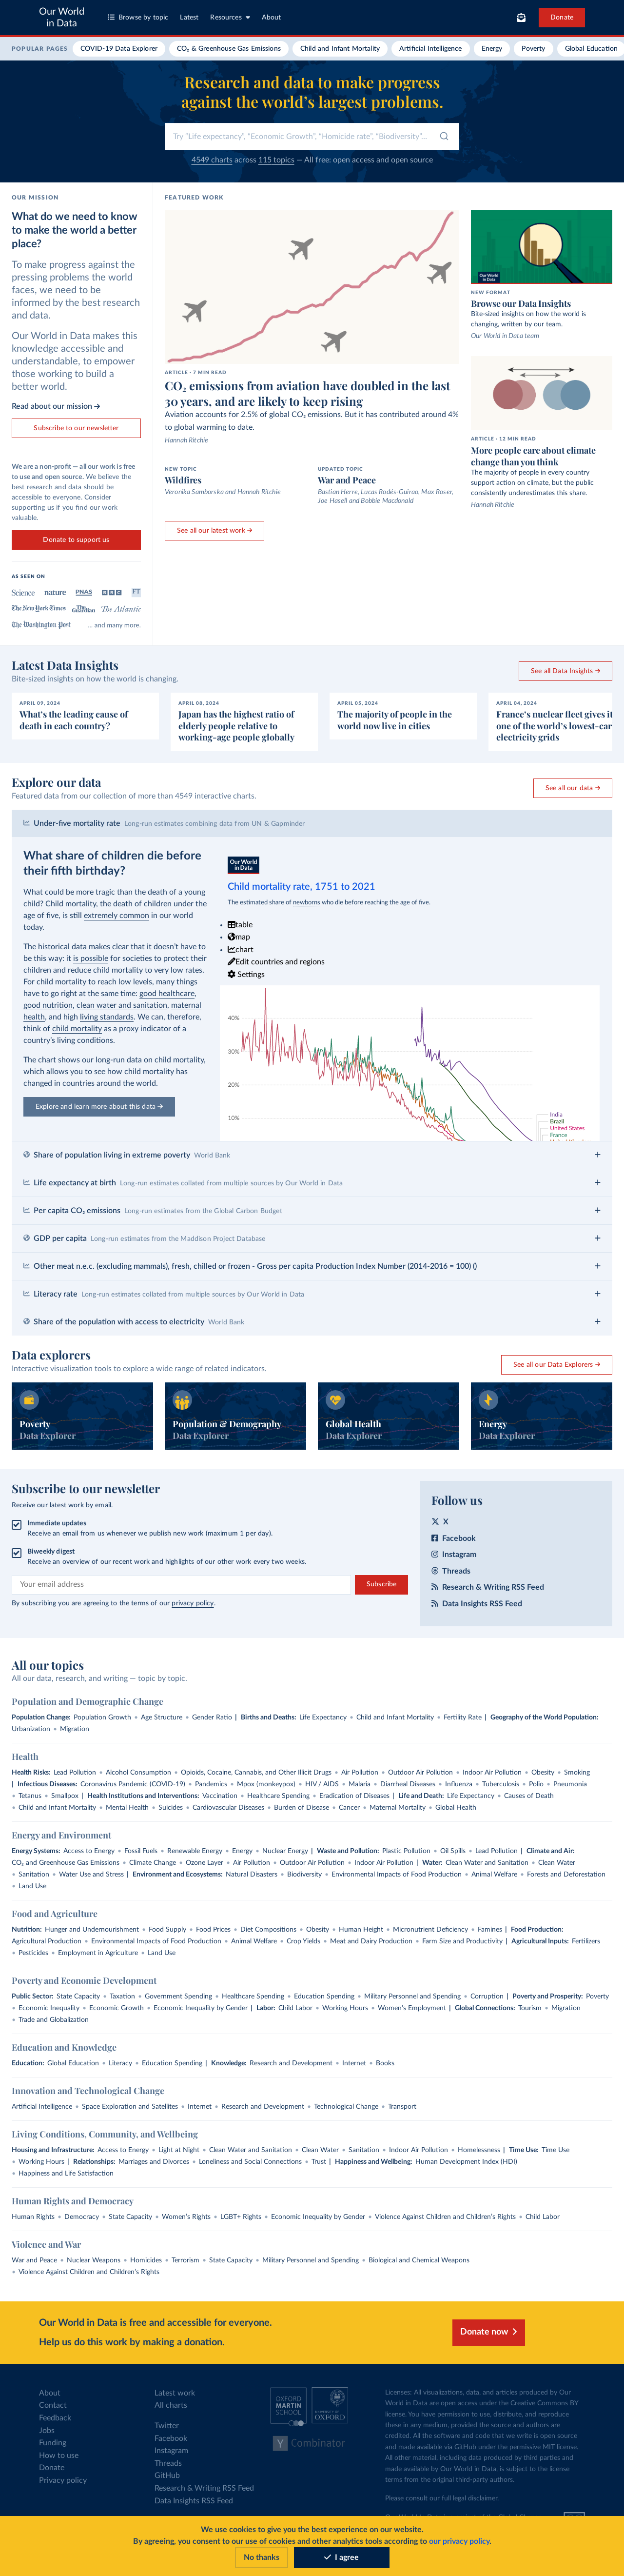 Our World
in Data
Browse by topic
Latest
Resources
About
Donate
POPULAR PAGES
COVID-19 Data Explorer
CO₂ & Greenhouse Gas Emissions
Child and Infant Mortality
Artificial Intelligence
Energy
Poverty
Global Education
Research and data to make progress
against the world’s largest problems.
Try "Life expectancy", "Economic Growth", "Homicide rate", "Biodiversity"...
4549 charts across 115 topics — All free: open access and open source
OUR MISSION
What do we need to know
to make the world a better
place?
To make progress against the
pressing problems the world
faces, we need to be
informed by the best research
and data.
Our World in Data makes this
knowledge accessible and
understandable, to empower
those working to build a
better world.
Read about our mission →
Subscribe to our newsletter
We are a non-profit — all our work is free
to use and open source. We believe the
best research and data should be
accessible to everyone. Consider
supporting us if you find our work
valuable.
Donate to support us
AS SEEN ON
Science nature PNAS BBC FT
The New York Times The Guardian The Atlantic
The Washington Post ... and many more.
FEATURED WORK
ARTICLE · 7 MIN READ
CO₂ emissions from aviation have doubled in the last
30 years, and are likely to keep rising
Aviation accounts for 2.5% of global CO₂ emissions. But it has contributed around 4%
to global warming to date.
Hannah Ritchie
NEW TOPIC
Wildfires
Veronika Samborska and Hannah Ritchie
UPDATED TOPIC
War and Peace
Bastian Herre, Lucas Rodés-Guirao, Max Roser,
Joe Hasell and Bobbie Macdonald
See all our latest work →
Our World
in Data
NEW FORMAT
Browse our Data Insights
Bite-sized insights on how the world is
changing, written by our team.
Our World in Data team
ARTICLE · 12 MIN READ
More people care about climate
change than you think
The majority of people in every country
support action on climate, but the public
consistently underestimates this share.
Hannah Ritchie
Latest Data Insights
Bite-sized insights on how the world is changing.
See all Data Insights →
APRIL 09, 2024
What’s the leading cause of
death in each country?
APRIL 08, 2024
Japan has the highest ratio of
elderly people relative to
working-age people globally
APRIL 05, 2024
The majority of people in the
world now live in cities
APRIL 04, 2024
France’s nuclear fleet gives it
one of the world’s lowest-car
electricity grids
Explore our data
Featured data from our collection of more than 4549 interactive charts.
See all our data →
Under-five mortality rate Long-run estimates combining data from UN & Gapminder
What share of children die before
their fifth birthday?
What could be more tragic than the death of a young
child? Child mortality, the death of children under the
age of five, is still extremely common in our world
today.
The historical data makes clear that it doesn’t have to
be this way: it is possible for societies to protect their
children and reduce child mortality to very low rates.
For child mortality to reach low levels, many things
have to go right at the same time: good healthcare,
good nutrition, clean water and sanitation, maternal
health, and high living standards. We can, therefore,
think of child mortality as a proxy indicator of a
country’s living conditions.
The chart shows our long-run data on child mortality,
which allows you to see how child mortality has
changed in countries around the world.
Explore and learn more about this data →
Our World
in Data
Child mortality rate, 1751 to 2021
The estimated share of newborns who die before reaching the age of five.
table
map
chart
Edit countries and regions
Settings
40%
30%
20%
10%
India
Brazil
United States
France
Share of population living in extreme poverty World Bank +
Life expectancy at birth Long-run estimates collated from multiple sources by Our World in Data +
Per capita CO₂ emissions Long-run estimates from the Global Carbon Budget +
GDP per capita Long-run estimates from the Maddison Project Database +
Other meat n.e.c. (excluding mammals), fresh, chilled or frozen - Gross per capita Production Index Number (2014-2016 = 100) () +
Literacy rate Long-run estimates collated from multiple sources by Our World in Data +
Share of the population with access to electricity World Bank +
Data explorers
Interactive visualization tools to explore a wide range of related indicators.
See all our Data Explorers →
Poverty
Data Explorer
Population & Demography
Data Explorer
Global Health
Data Explorer
Energy
Data Explorer
Subscribe to our newsletter
Receive our latest work by email.
Immediate updates
Receive an email from us whenever we publish new work (maximum 1 per day).
Biweekly digest
Receive an overview of our recent work and highlights of our other work every two weeks.
Your email address
Subscribe
By subscribing you are agreeing to the terms of our privacy policy.
Follow us
X
Facebook
Instagram
Threads
Research & Writing RSS Feed
Data Insights RSS Feed
All our topics
All our data, research, and writing — topic by topic.
Population and Demographic Change
Population Change: Population Growth • Age Structure • Gender Ratio | Births and Deaths: Life Expectancy • Child and Infant Mortality • Fertility Rate | Geography of the World Population:
Urbanization • Migration
Health
Health Risks: Lead Pollution • Alcohol Consumption • Opioids, Cocaine, Cannabis, and Other Illicit Drugs • Air Pollution • Outdoor Air Pollution • Indoor Air Pollution • Obesity • Smoking
| Infectious Diseases: Coronavirus Pandemic (COVID-19) • Pandemics • Mpox (monkeypox) • HIV / AIDS • Malaria • Diarrheal Diseases • Influenza • Tuberculosis • Polio • Pneumonia
• Tetanus • Smallpox | Health Institutions and Interventions: Vaccination • Healthcare Spending • Eradication of Diseases | Life and Death: Life Expectancy • Causes of Death
• Child and Infant Mortality • Mental Health • Suicides • Cardiovascular Diseases • Burden of Disease • Cancer • Maternal Mortality • Global Health
Energy and Environment
Energy Systems: Access to Energy • Fossil Fuels • Renewable Energy • Energy • Nuclear Energy | Waste and Pollution: Plastic Pollution • Oil Spills • Lead Pollution | Climate and Air:
CO₂ and Greenhouse Gas Emissions • Climate Change • Ozone Layer • Air Pollution • Outdoor Air Pollution • Indoor Air Pollution | Water: Clean Water and Sanitation • Clean Water
• Sanitation • Water Use and Stress | Environment and Ecosystems: Natural Disasters • Biodiversity • Environmental Impacts of Food Production • Animal Welfare • Forests and Deforestation
• Land Use
Food and Agriculture
Nutrition: Hunger and Undernourishment • Food Supply • Food Prices • Diet Compositions • Obesity • Human Height • Micronutrient Deficiency • Famines | Food Production:
Agricultural Production • Environmental Impacts of Food Production • Animal Welfare • Crop Yields • Meat and Dairy Production • Farm Size and Productivity | Agricultural Inputs: Fertilizers
• Pesticides • Employment in Agriculture • Land Use
Poverty and Economic Development
Public Sector: State Capacity • Taxation • Government Spending • Healthcare Spending • Education Spending • Military Personnel and Spending • Corruption | Poverty and Prosperity: Poverty
• Economic Inequality • Economic Growth • Economic Inequality by Gender | Labor: Child Labor • Working Hours • Women’s Employment | Global Connections: Tourism • Migration
• Trade and Globalization
Education and Knowledge
Education: Global Education • Literacy • Education Spending | Knowledge: Research and Development • Internet • Books
Innovation and Technological Change
Artificial Intelligence • Space Exploration and Satellites • Internet • Research and Development • Technological Change • Transport
Living Conditions, Community, and Wellbeing
Housing and Infrastructure: Access to Energy • Light at Night • Clean Water and Sanitation • Clean Water • Sanitation • Indoor Air Pollution • Homelessness | Time Use: Time Use
• Working Hours | Relationships: Marriages and Divorces • Loneliness and Social Connections • Trust | Happiness and Wellbeing: Human Development Index (HDI)
• Happiness and Life Satisfaction
Human Rights and Democracy
Human Rights • Democracy • State Capacity • Women’s Rights • LGBT+ Rights • Economic Inequality by Gender • Violence Against Children and Children’s Rights • Child Labor
Violence and War
War and Peace • Nuclear Weapons • Homicides • Terrorism • State Capacity • Military Personnel and Spending • Biological and Chemical Weapons
• Violence Against Children and Children’s Rights
Our World in Data is free and accessible for everyone.
Help us do this work by making a donation.
Donate now
About
Contact
Feedback
Jobs
Funding
How to use
Donate
Privacy policy
Latest work
All charts
Twitter
Facebook
Instagram
Threads
GitHub
Research & Writing RSS Feed
Data Insights RSS Feed
OXFORD
MARTIN
SCHOOL
UNIVERSITY OF
OXFORD
Y Combinator
Licenses: All visualizations, data, and articles produced by Our
World in Data are open access under the Creative Commons BY
license. You have permission to use, distribute, and reproduce
these in any medium, provided the source and authors are
credited. All the software and code that we write is open source
and made available via GitHub under the permissive MIT license.
All other material, including data produced by third parties and
made available by Our World in Data, is subject to the license
terms from the original third-party authors.
Please consult our full legal disclaimer.
We use cookies to give you the best experience on our website.
By agreeing, you consent to our use of cookies and other analytics tools according to our privacy policy.
No thanks
I agree